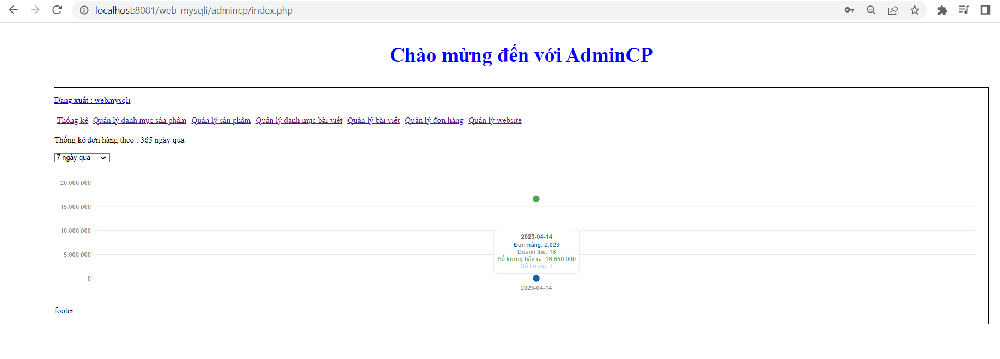 localhost:8081/web_mysqli/admincp/index.php
Chào mừng đến với AdminCP
Đăng xuất : webmysqli
Thống kê Quản lý danh mục sản phẩm Quản lý sản phẩm Quản lý danh mục bài viết Quản lý bài viết Quản lý đơn hàng Quản lý website
Thống kê đơn hàng theo : 365 ngày qua
7 ngày qua
20,000,000
15,000,000
10,000,000
5,000,000
0
2023-04-14
Đơn hàng: 2,023
Doanh thu: 16
Số lượng bán ra: 16,650,000
Số lượng: 2
2023-04-14
footer